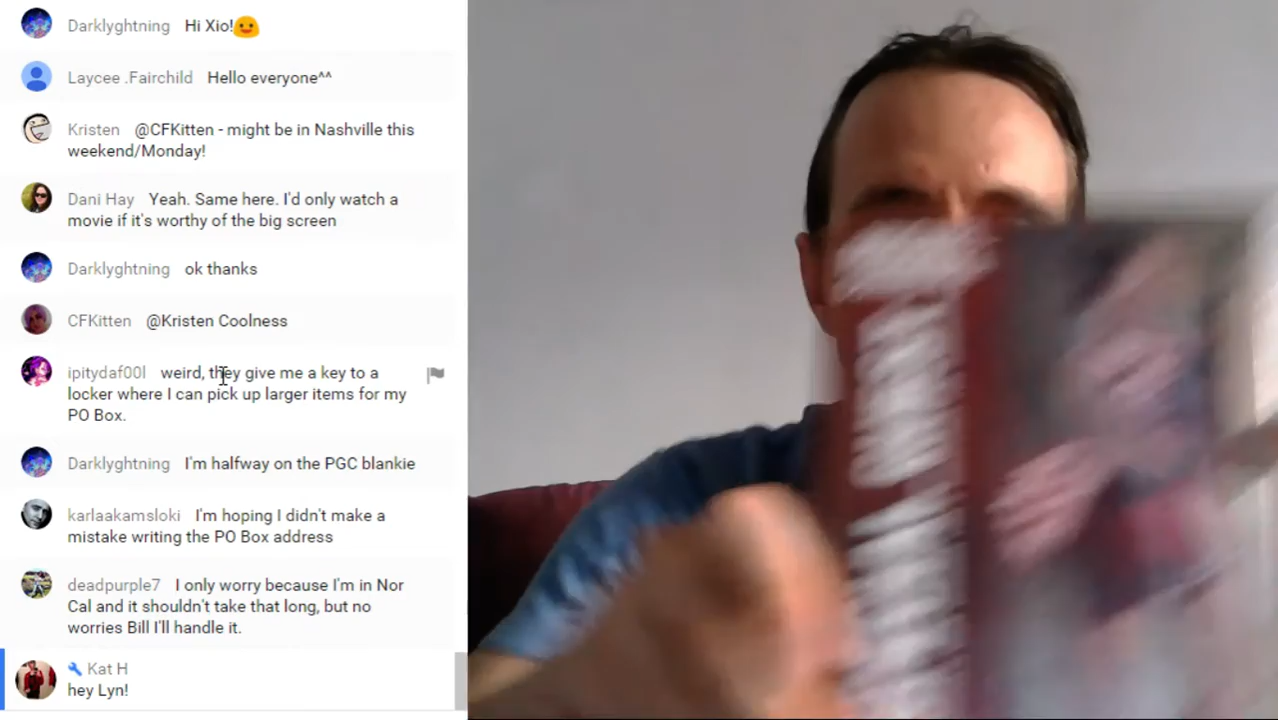 Darklyghtning Hi Xio!
Laycee .Fairchild Hello everyone^^
Kristen @CFKitten - might be in Nashville this
weekend/Monday!
Dani Hay Yeah. Same here. I'd only watch a
movie if it's worthy of the big screen
Darklyghtning ok thanks
CFKitten @Kristen Coolness
ipitydaf00l weird, they give me a key to a
locker where I can pick up larger items for my
PO Box.
Darklyghtning I'm halfway on the PGC blankie
karlaakamsloki I'm hoping I didn't make a
mistake writing the PO Box address
deadpurple7 I only worry because I'm in Nor
Cal and it shouldn't take that long, but no
worries Bill I'll handle it.
Kat H
hey Lyn!